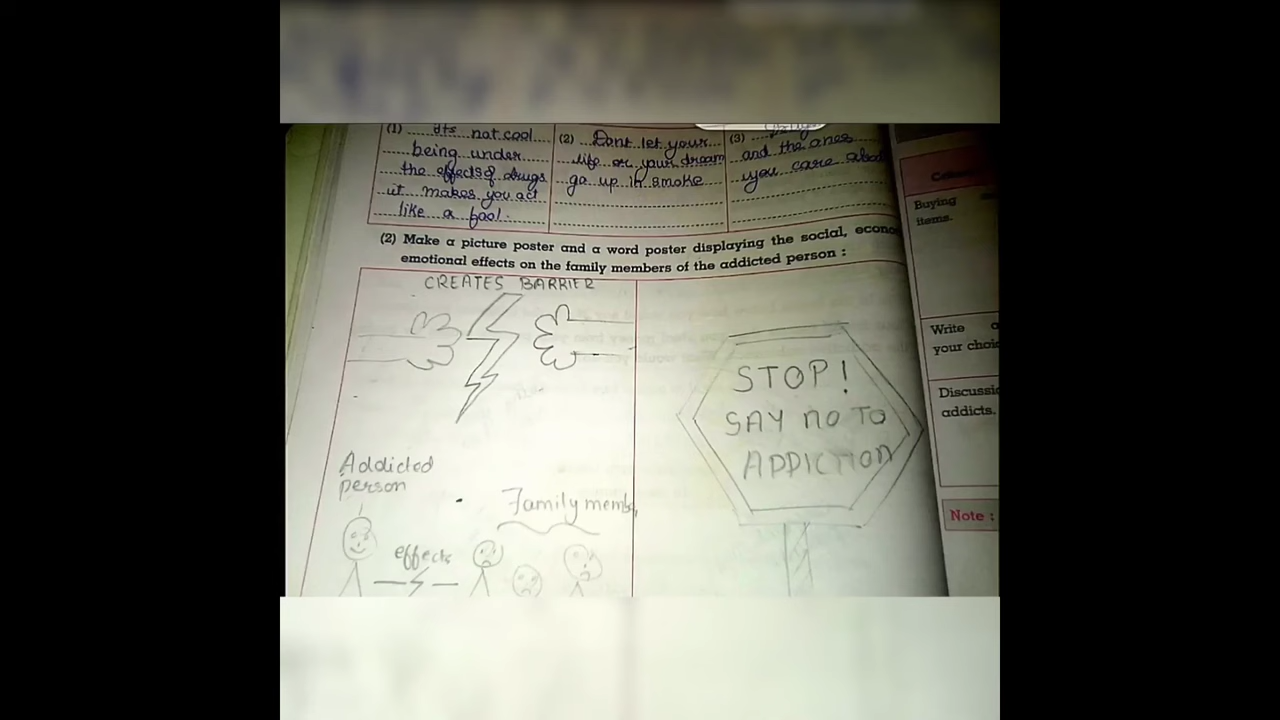 (1) Its not cool
being under
the effects of drugs
it makes you act
like a fool.
(2) Dont let your
life or your dream
go up in smoke
(3)
and the ones
you care about
(2) Make a picture poster and a word poster displaying the social, econo
emotional effects on the family members of the addicted person :
CREATES BARRIER
Addicted
person
Family membe
effects
STOP!
SAY NO TO
ADDICTION
Buying
items.
Write a
your choic
Discussi
addicts.
Note :